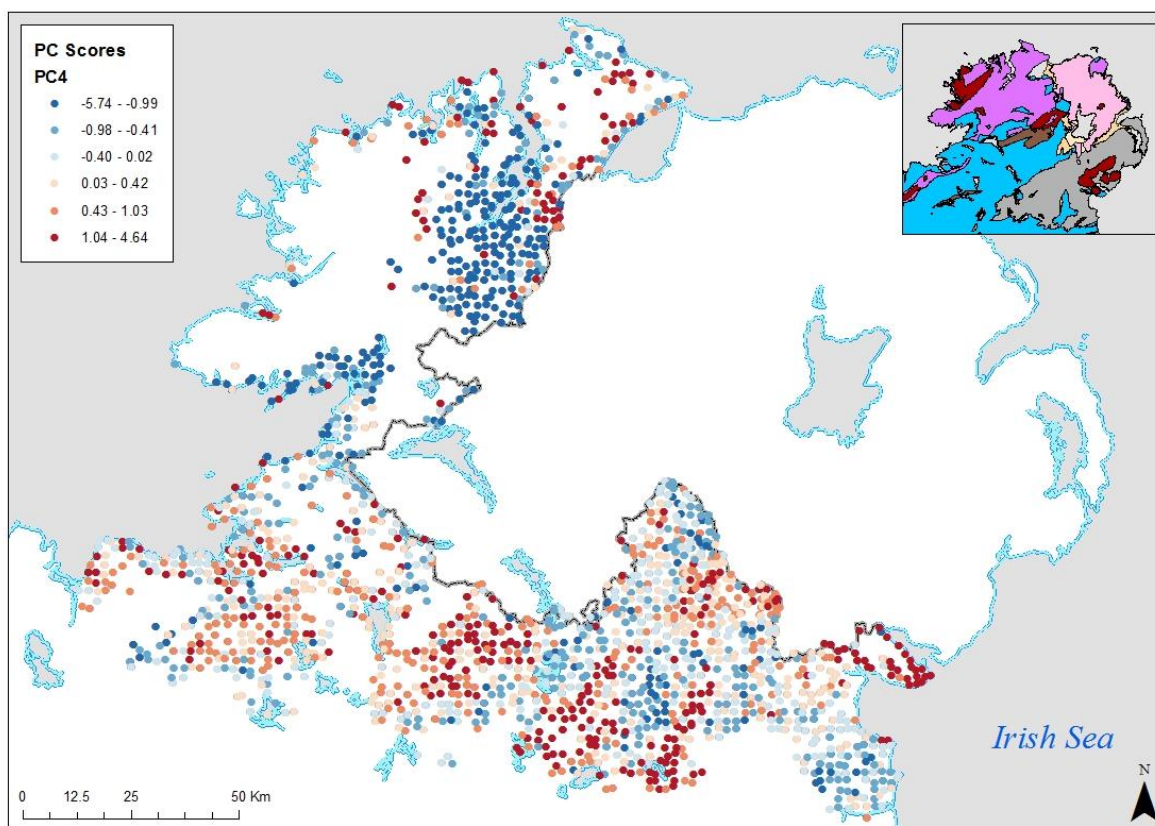 PC Scores
PC4
-5.74 - -0.99
-0.98 - -0.41
-0.40 - 0.02
0.03 - 0.42
0.43 - 1.03
1.04 - 4.64
Irish Sea
N
0 12.5 25 50 Km